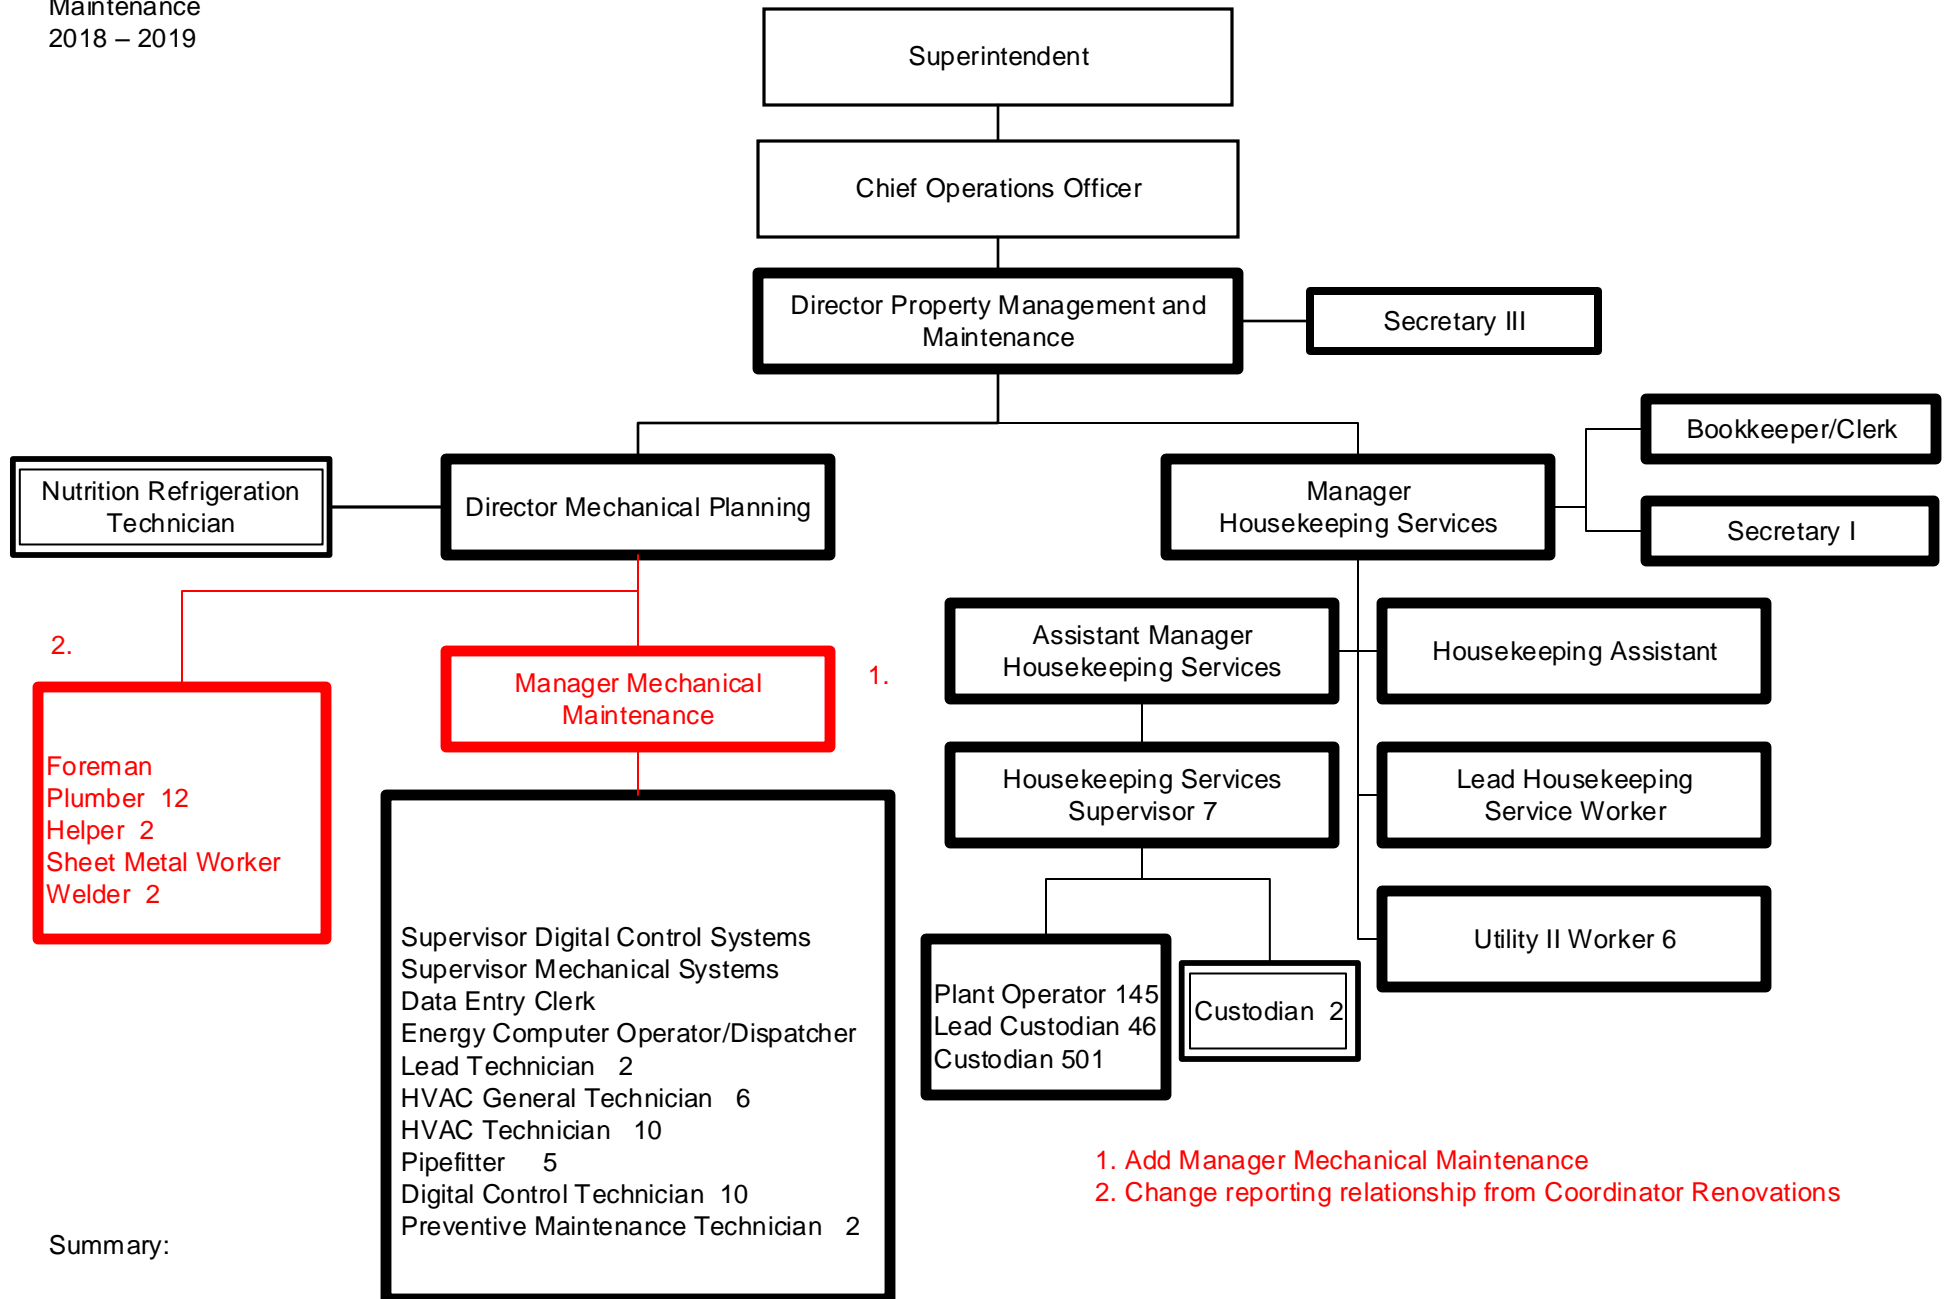 Maintenance
2018 – 2019
Superintendent
Chief Operations Officer
Director Property Management and
Maintenance
Secretary III
Bookkeeper/Clerk
Nutrition Refrigeration
Technician
Director Mechanical Planning
Manager
Housekeeping Services
Secretary I
2.
Manager Mechanical
Maintenance
1.
Assistant Manager
Housekeeping Services
Housekeeping Assistant
Foreman
Plumber 12
Helper 2
Sheet Metal Worker
Welder 2
Housekeeping Services
Supervisor 7
Lead Housekeeping
Service Worker
Supervisor Digital Control Systems
Supervisor Mechanical Systems
Data Entry Clerk
Energy Computer Operator/Dispatcher
Lead Technician 2
HVAC General Technician 6
HVAC Technician 10
Pipefitter 5
Digital Control Technician 10
Preventive Maintenance Technician 2
Plant Operator 145
Lead Custodian 46
Custodian 501
Custodian 2
Utility II Worker 6
1. Add Manager Mechanical Maintenance
2. Change reporting relationship from Coordinator Renovations
Summary: